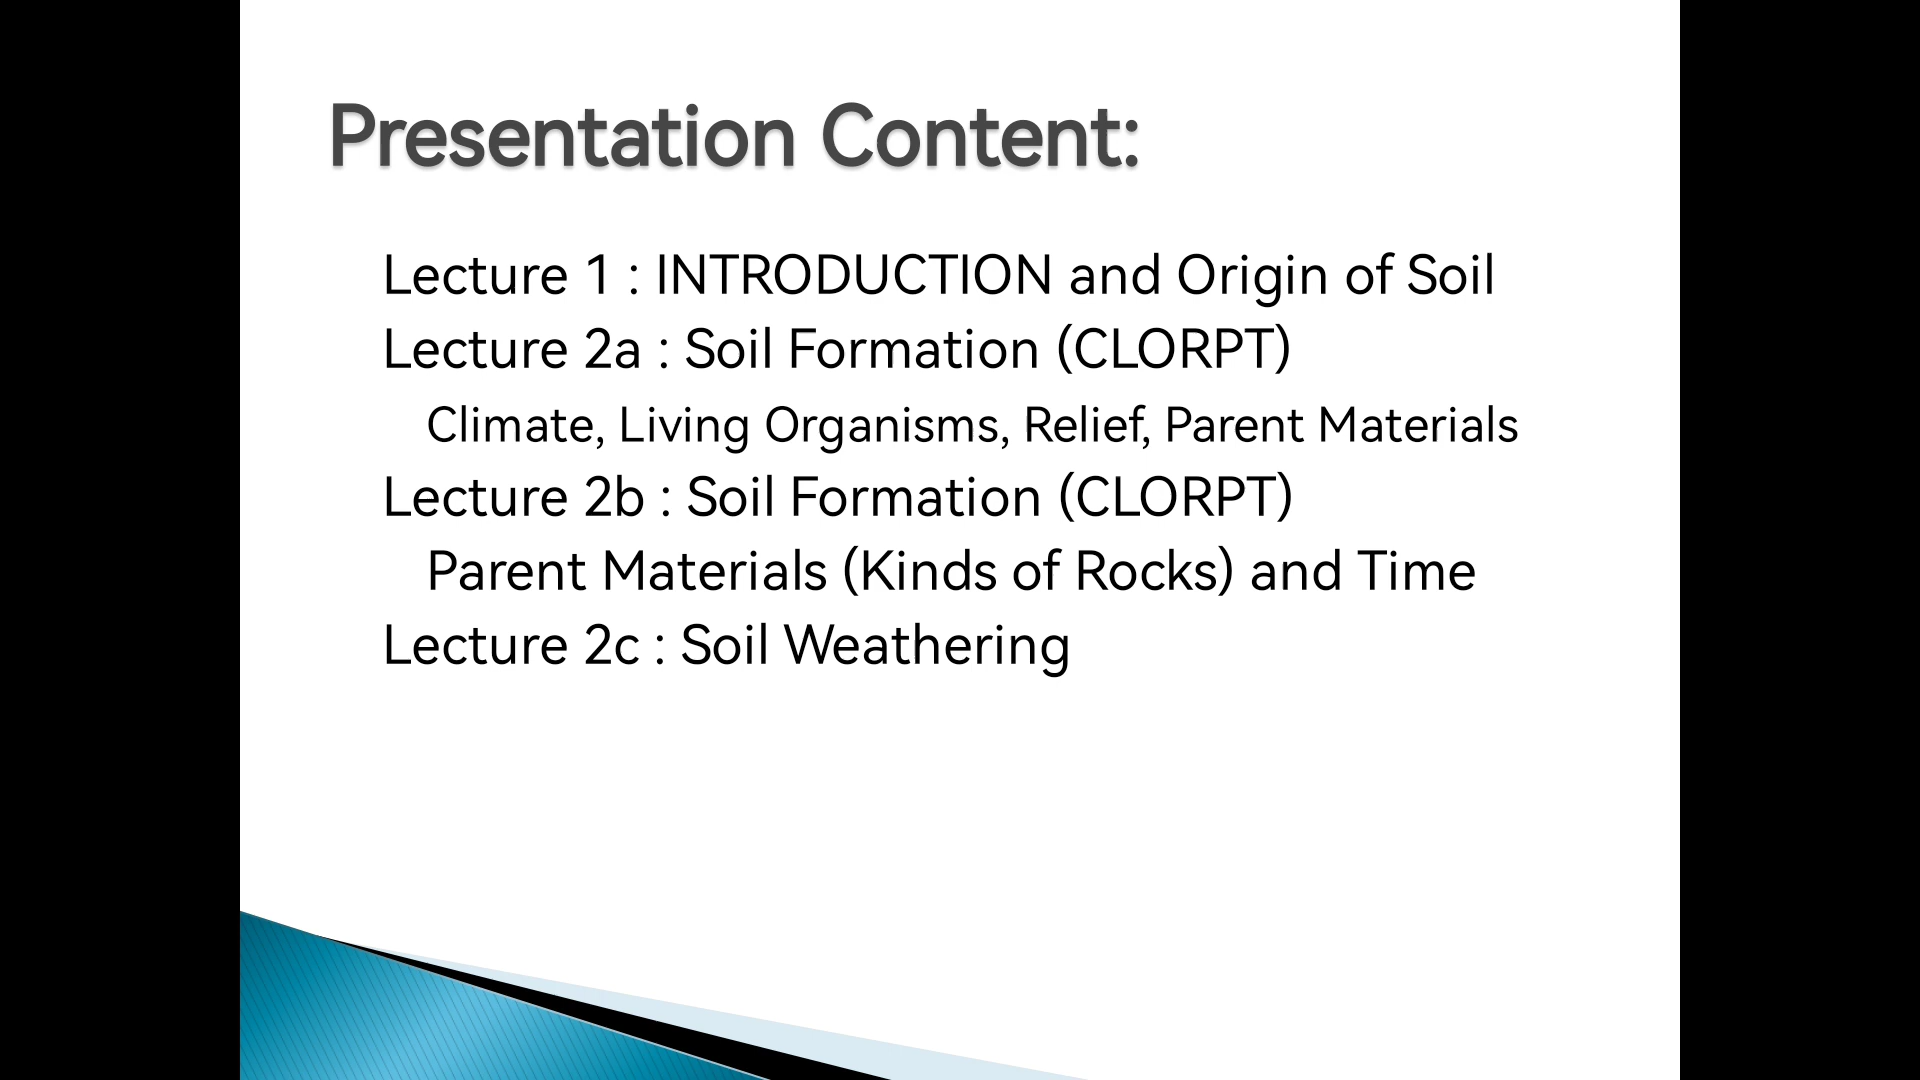 Presentation Content:
Lecture 1 : INTRODUCTION and Origin of Soil
Lecture 2a : Soil Formation (CLORPT)
Climate, Living Organisms, Relief, Parent Materials
Lecture 2b : Soil Formation (CLORPT)
Parent Materials (Kinds of Rocks) and Time
Lecture 2c : Soil Weathering